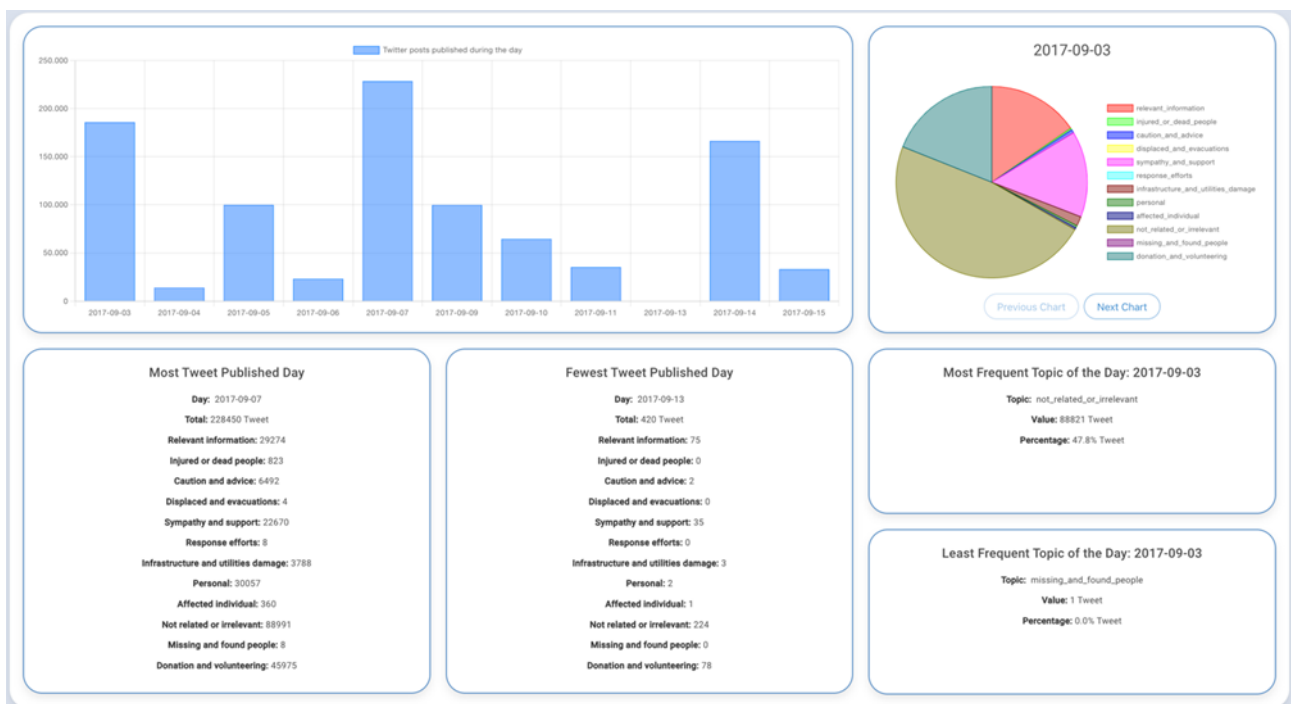 Twitter posts published during the day
250.000
200.000
150.000
100.000
50.000
0
2017-09-03 2017-09-04 2017-09-05 2017-09-06 2017-09-07 2017-09-09 2017-09-10 2017-09-11 2017-09-13 2017-09-14 2017-09-15
2017-09-03
relevant_information
injured_or_dead_people
caution_and_advice
displaced_and_evacuations
sympathy_and_support
response_efforts
infrastructure_and_utilities_damage
personal
affected_individual
not_related_or_irrelevant
missing_and_found_people
donation_and_volunteering
Previous Chart Next Chart
Most Tweet Published Day
Day: 2017-09-07
Total: 228450 Tweet
Relevant information: 29274
Injured or dead people: 823
Caution and advice: 6492
Displaced and evacuations: 4
Sympathy and support: 22670
Response efforts: 8
Infrastructure and utilities damage: 3788
Personal: 30057
Affected individual: 360
Not related or irrelevant: 88991
Missing and found people: 8
Donation and volunteering: 45975
Fewest Tweet Published Day
Day: 2017-09-13
Total: 420 Tweet
Relevant information: 75
Injured or dead people: 0
Caution and advice: 2
Displaced and evacuations: 0
Sympathy and support: 35
Response efforts: 0
Infrastructure and utilities damage: 3
Personal: 2
Affected individual: 1
Not related or irrelevant: 224
Missing and found people: 0
Donation and volunteering: 78
Most Frequent Topic of the Day: 2017-09-03
Topic: not_related_or_irrelevant
Value: 88821 Tweet
Percentage: 47.8% Tweet
Least Frequent Topic of the Day: 2017-09-03
Topic: missing_and_found_people
Value: 1 Tweet
Percentage: 0.0% Tweet